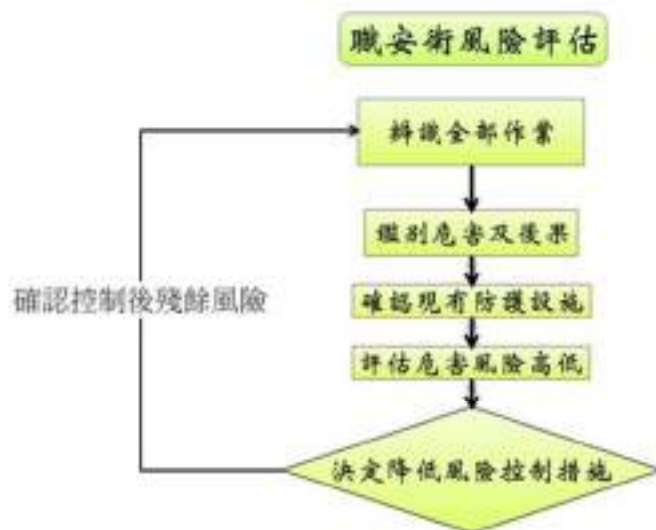 職安衛風險評估
辨識全部作業
鑑別危害及後果
確認現有防護設施
評估危害風險高低
決定降低風險控制措施
確認控制後殘餘風險